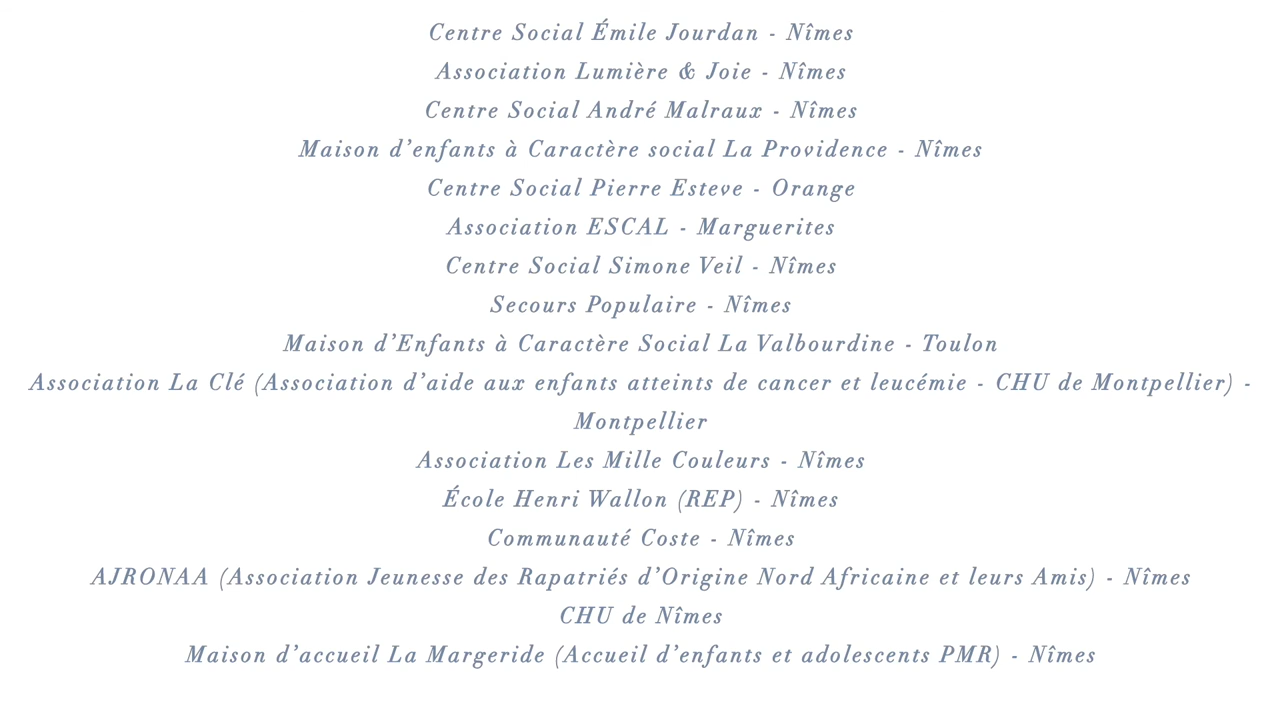 Centre Social Émile Jourdan - Nîmes
Association Lumière & Joie - Nîmes
Centre Social André Malraux - Nîmes
Maison d’enfants à Caractère social La Providence - Nîmes
Centre Social Pierre Esteve - Orange
Association ESCAL - Marguerites
Centre Social Simone Veil - Nîmes
Secours Populaire - Nîmes
Maison d’Enfants à Caractère Social La Valbourdine - Toulon
Association La Clé (Association d’aide aux enfants atteints de cancer et leucémie - CHU de Montpellier) -
Montpellier
Association Les Mille Couleurs - Nîmes
École Henri Wallon (REP) - Nîmes
Communauté Coste - Nîmes
AJRONAA (Association Jeunesse des Rapatriés d’Origine Nord Africaine et leurs Amis) - Nîmes
CHU de Nîmes
Maison d’accueil La Margeride (Accueil d’enfants et adolescents PMR) - Nîmes